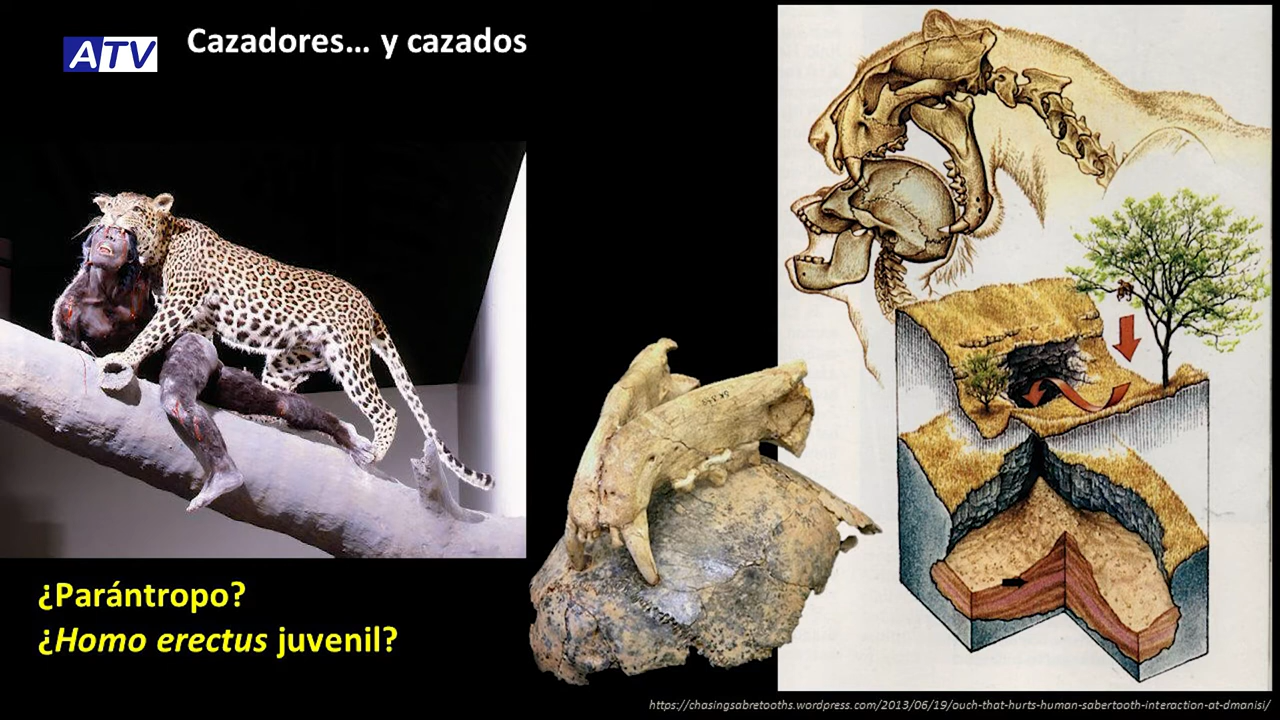 ATV
Cazadores... y cazados
¿Parántropo?
¿Homo erectus juvenil?
https://chasingsabretooths.wordpress.com/2013/06/19/ouch-that-hurts-human-sabertooth-interaction-at-dmanisi/